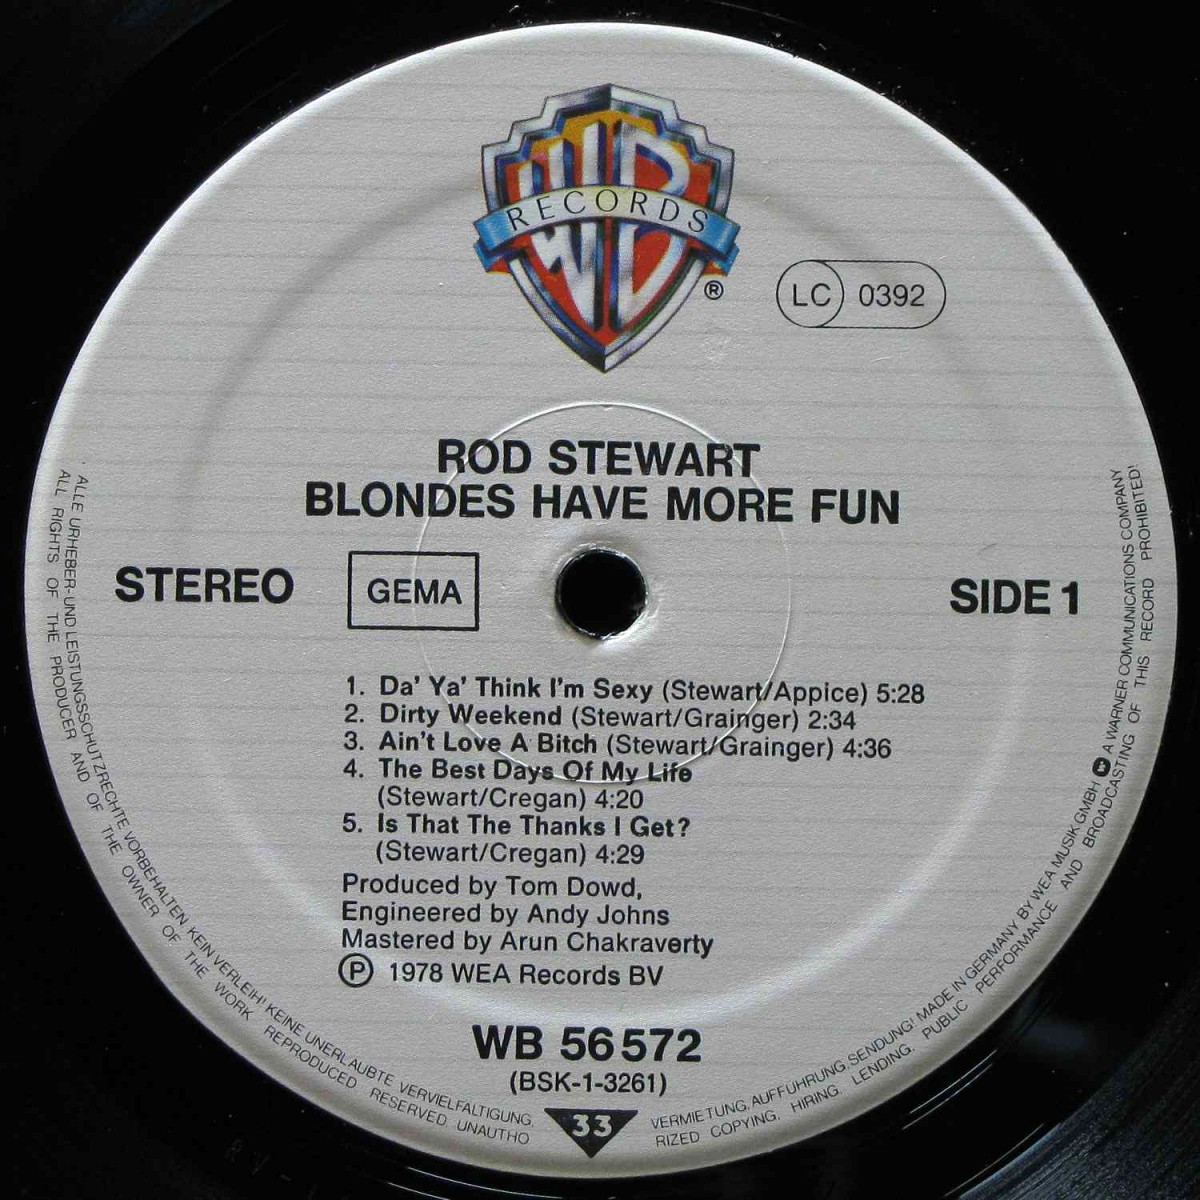 WB
RECORDS
®
LC 0392
ROD STEWART
BLONDES HAVE MORE FUN
STEREO GEMA SIDE 1
1. Da' Ya' Think I'm Sexy (Stewart/Appice) 5:28
2. Dirty Weekend (Stewart/Grainger) 2:34
3. Ain't Love A Bitch (Stewart/Grainger) 4:36
4. The Best Days Of My Life
(Stewart/Cregan) 4:20
5. Is That The Thanks I Get?
(Stewart/Cregan) 4:29
Produced by Tom Dowd,
Engineered by Andy Johns
Mastered by Arun Chakraverty
Ⓟ 1978 WEA Records BV
WB 56 572
(BSK-1-3261)
33
ALLE URHEBER- UND LEISTUNGSSCHUTZRECHTE VORBEHALTEN. KEIN VERLEIH! KEINE UNERLAUBTE VERVIELFÄLTIGUNG, VERMIETUNG, AUFFÜHRUNG, SENDUNG! MADE IN GERMANY BY WEA MUSIK GMBH W A WARNER COMMUNICATIONS COMPANY
ALL RIGHTS OF THE PRODUCER AND OF THE OWNER OF THE WORK REPRODUCED RESERVED UNAUTHORIZED COPYING, HIRING, LENDING, PUBLIC PERFORMANCE AND BROADCASTING OF THIS RECORD PROHIBITED!